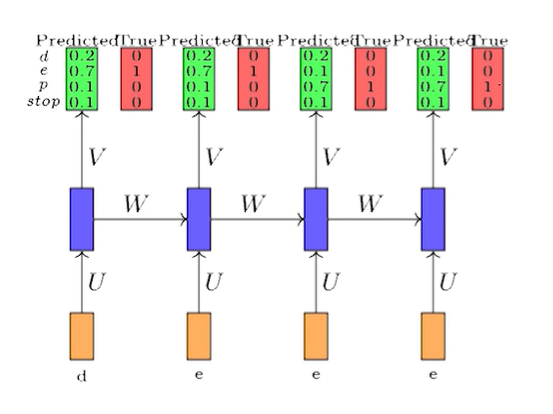 Predicted True Predicted True Predicted True Predicted True
d 0.2 0 0.2 0 0.2 0 0.2 0
e 0.7 1 0.7 1 0.1 0 0.1 0
p 0.1 0 0.1 0 0.7 1 0.7 1
stop 0.1 0 0.1 0 0.1 0 0.1 0
V V V V
W W W
U U U U
d e e e